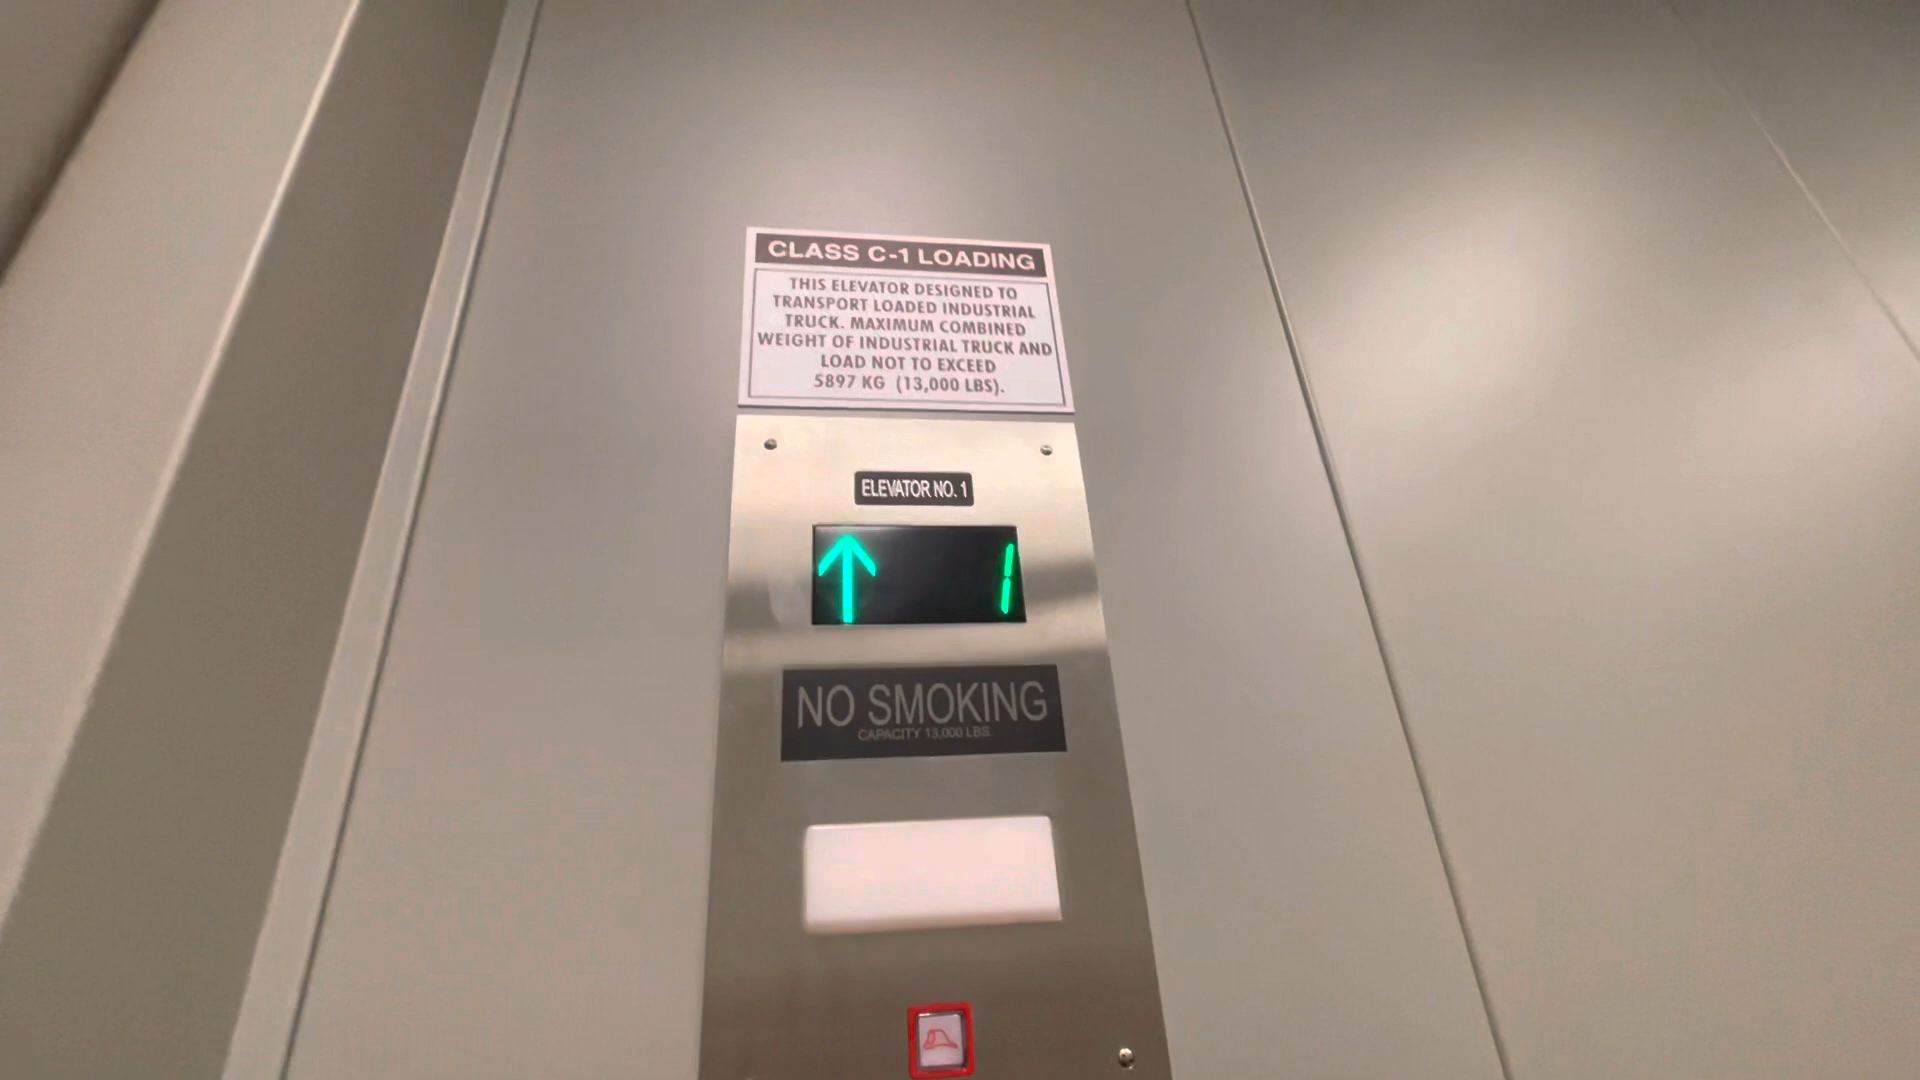 CLASS C-1 LOADING
THIS ELEVATOR DESIGNED TO
TRANSPORT LOADED INDUSTRIAL
TRUCK. MAXIMUM COMBINED
WEIGHT OF INDUSTRIAL TRUCK AND
LOAD NOT TO EXCEED
5897 KG (13,000 LBS).
ELEVATOR NO. 1
1
NO SMOKING
CAPACITY 13,000 LBS.